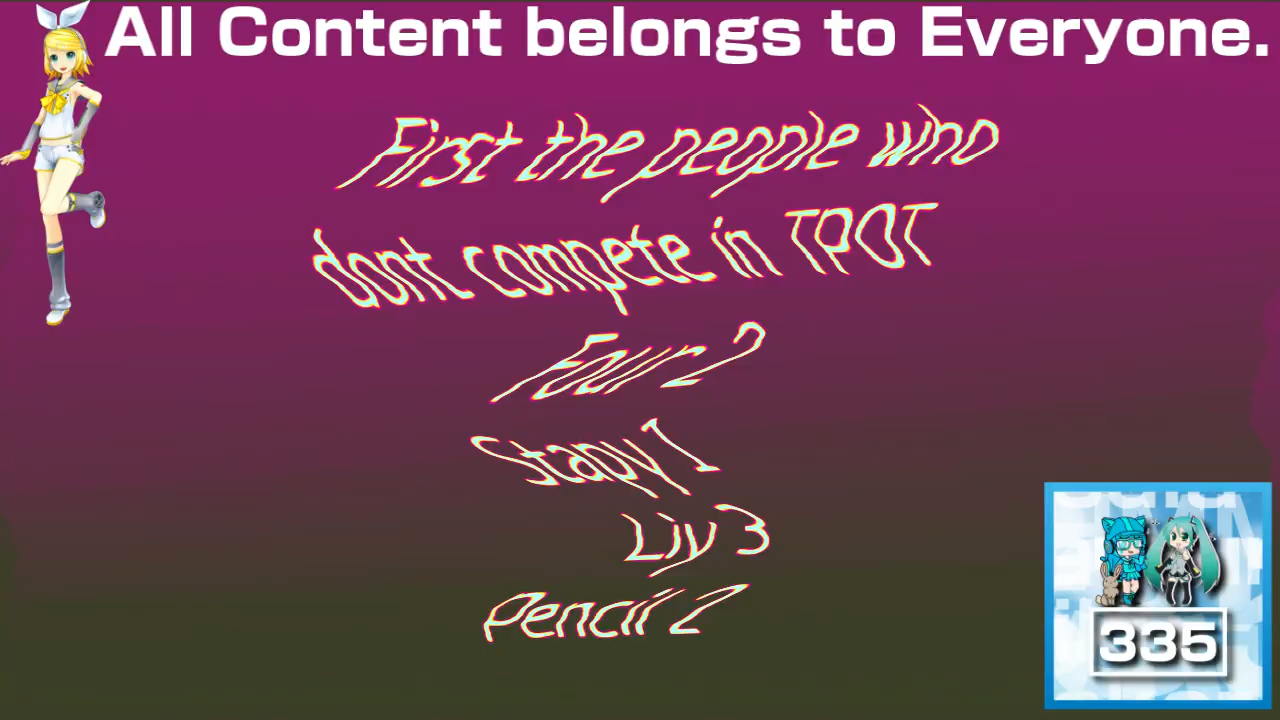 All Content belongs to Everyone.
First the people who
dont compete in TPOT
Four 2
Stapy 1
Liy 3
Pencil 2
335